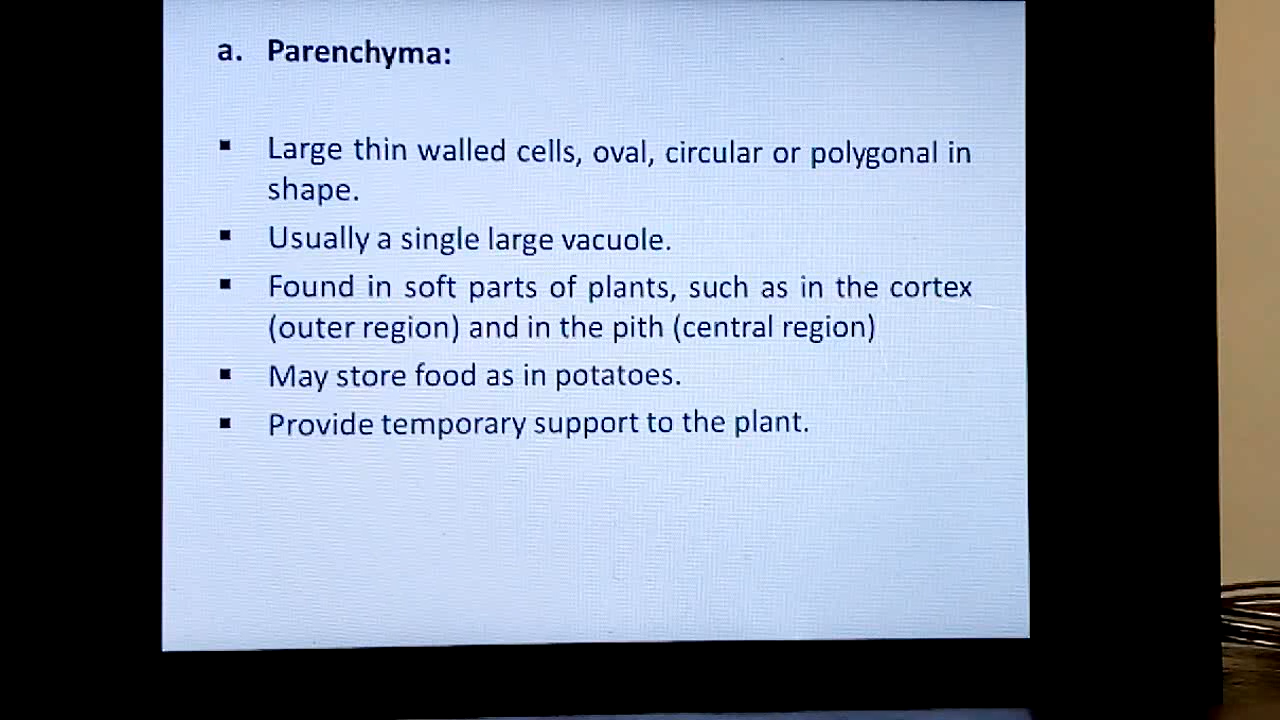 a. Parenchyma:
▪ Large thin walled cells, oval, circular or polygonal in
shape.
▪ Usually a single large vacuole.
▪ Found in soft parts of plants, such as in the cortex
(outer region) and in the pith (central region)
▪ May store food as in potatoes.
▪ Provide temporary support to the plant.